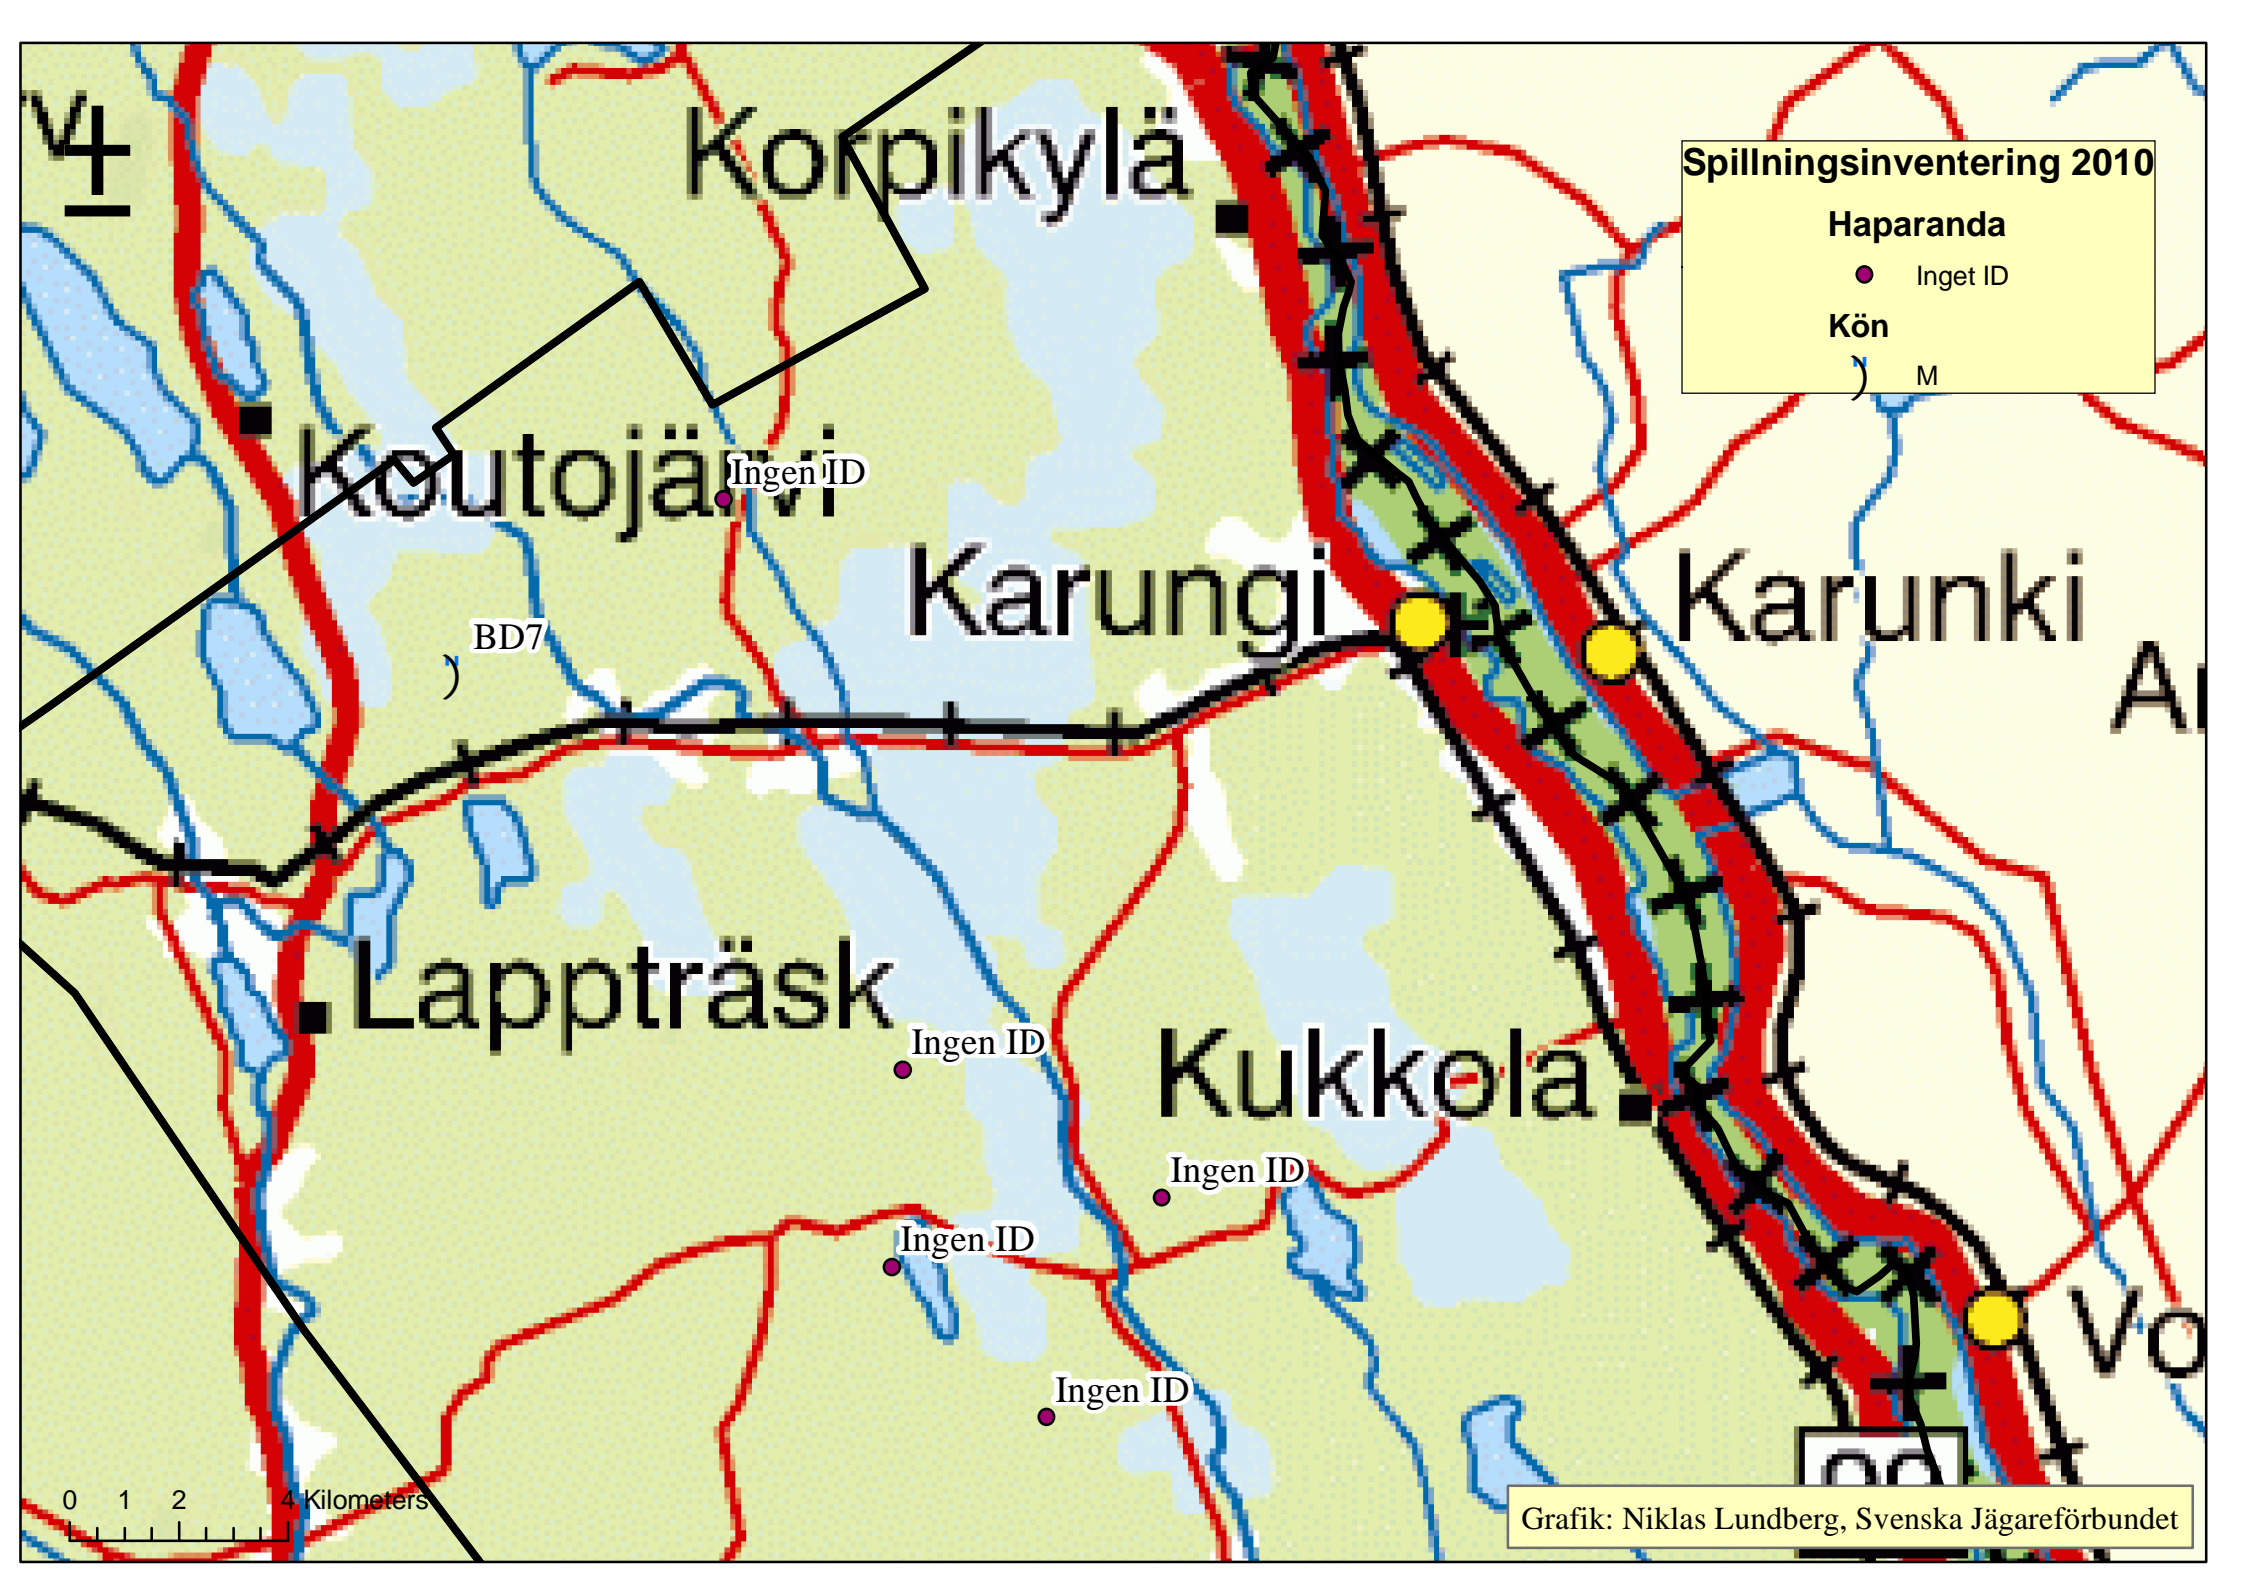 Korpikylä
Spillningsinventering 2010
Haparanda
Inget ID
Kön
M
Koutojärvi
Ingen ID
Karungi
Karunki
BD7
Lappträsk
Ingen ID
Kukkola
Ingen ID
Ingen ID
Ingen ID
0 1 2 4 Kilometers
Grafik: Niklas Lundberg, Svenska Jägareförbundet